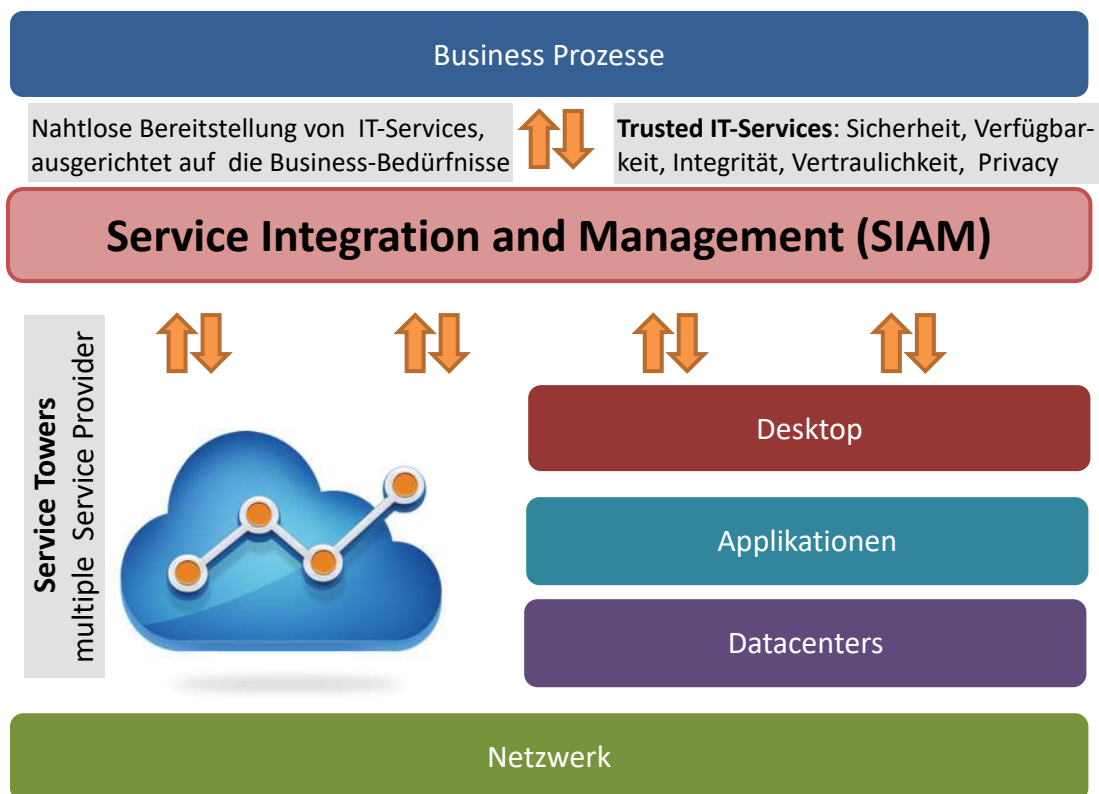 Business Prozesse
Nahtlose Bereitstellung von IT-Services,
ausgerichtet auf die Business-Bedürfnisse
Trusted IT-Services: Sicherheit, Verfügbar-
keit, Integrität, Vertraulichkeit, Privacy
Service Integration and Management (SIAM)
Service Towers
multiple Service Provider
Desktop
Applikationen
Datacenters
Netzwerk